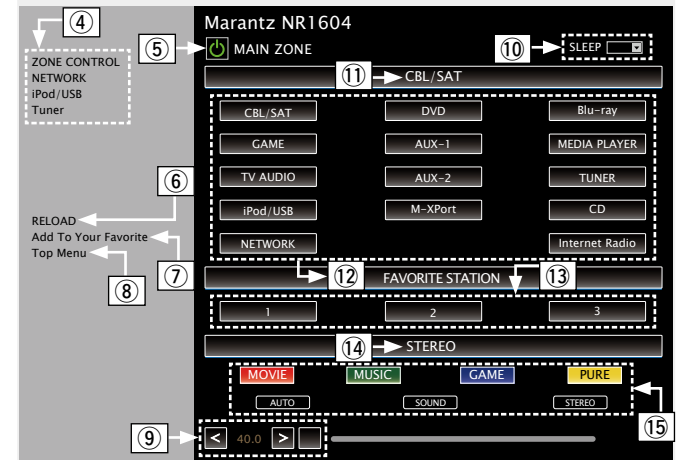 Marantz NR1604
④
⑤ MAIN ZONE ⑩ SLEEP
ZONE CONTROL
NETWORK
iPod/USB
Tuner
⑪ CBL/SAT
CBL/SAT DVD Blu-ray
GAME AUX-1 MEDIA PLAYER
TV AUDIO AUX-2 TUNER
iPod/USB M-XPort CD
NETWORK Internet Radio
⑥
RELOAD
Add To Your Favorite
Top Menu
⑦
⑧
⑫ FAVORITE STATION ⑬
1 2 3
⑭ STEREO
MOVIE MUSIC GAME PURE
AUTO SOUND STEREO
⑮
⑨ < 40.0 >